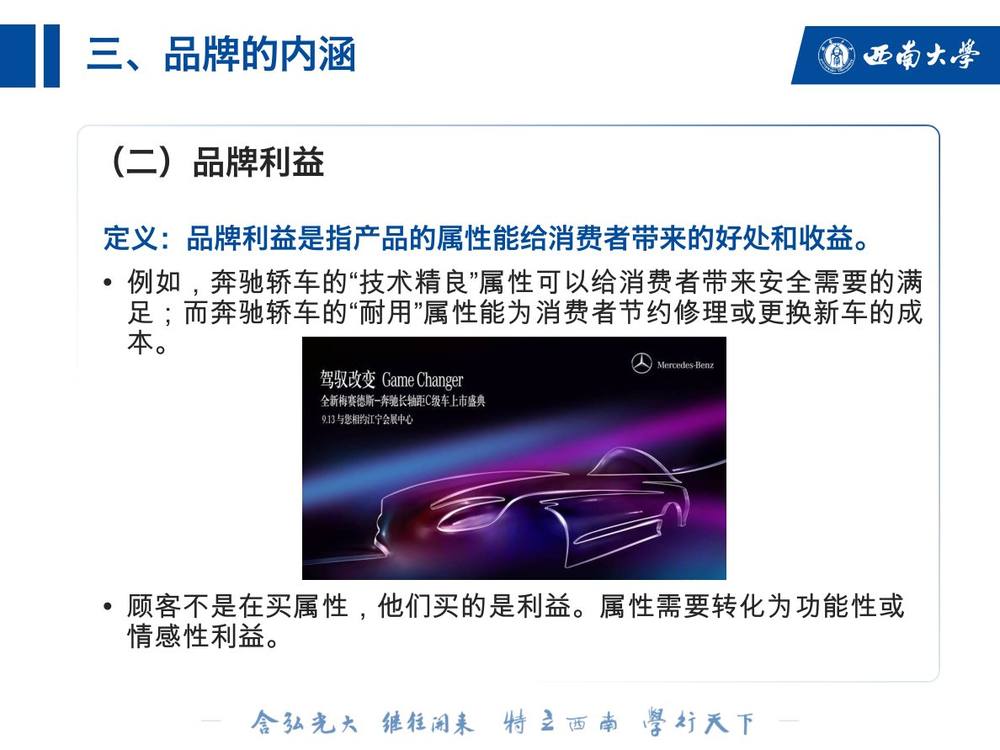 三、品牌的内涵
西南大学
（二）品牌利益
定义：品牌利益是指产品的属性能给消费者带来的好处和收益。
• 例如，奔驰轿车的“技术精良”属性可以给消费者带来安全需要的满
足；而奔驰轿车的“耐用”属性能为消费者节约修理或更换新车的成
本。
驾驭改变 Game Changer
Mercedes-Benz
全新梅赛德斯-奔驰长轴距C级车上市盛典
9.13 与您相约江宁会展中心
• 顾客不是在买属性，他们买的是利益。属性需要转化为功能性或
情感性利益。
含弘光大 继往开来 特立西南 學行天下